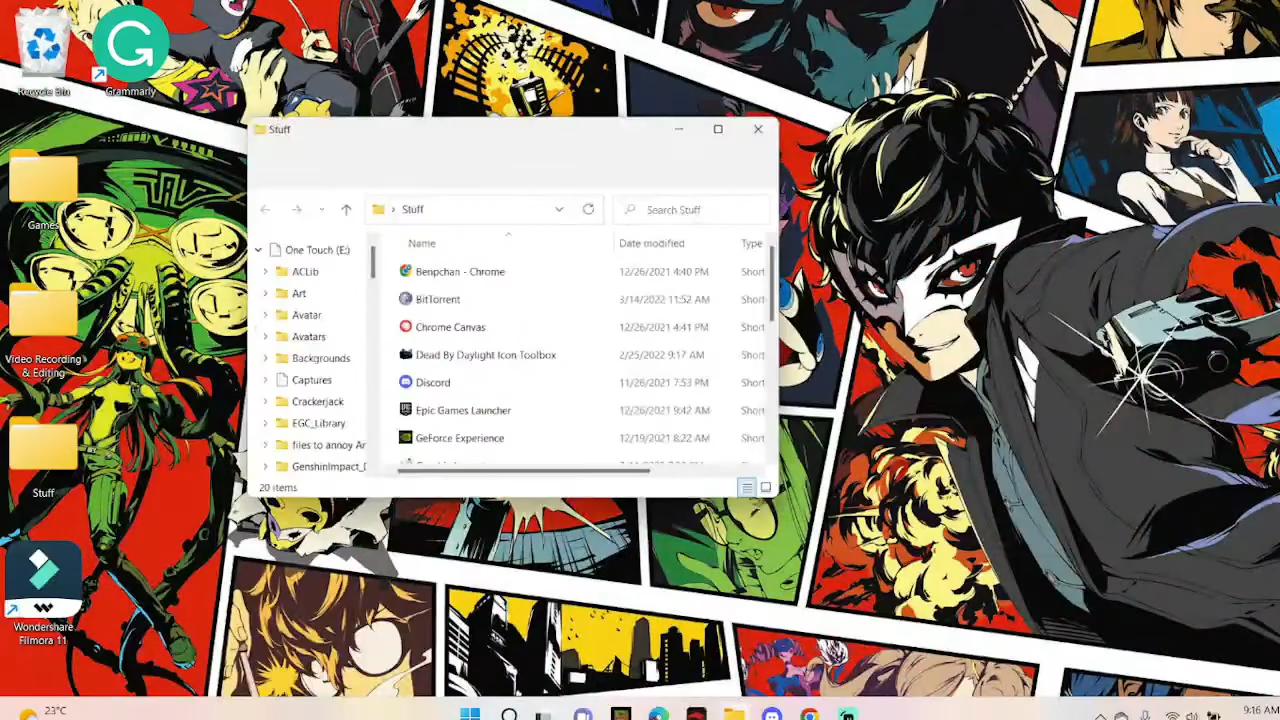 Recycle Bin
Grammarly
Games
Video Recording
& Editing
Stuff
Wondershare
Filmora 11
Stuff
Stuff
Search Stuff
Name
Date modified
Type
One Touch (E:)
ACLib
Art
Avatar
Avatars
Backgrounds
Captures
Crackerjack
EGC_Library
files to annoy Ar
GenshinImpact_D
Benpchan - Chrome 12/26/2021 4:40 PM Short
BitTorrent 3/14/2022 11:52 AM Short
Chrome Canvas 12/26/2021 4:41 PM Short
Dead By Daylight Icon Toolbox 2/25/2022 9:17 AM Short
Discord 11/26/2021 7:53 PM Short
Epic Games Launcher 12/26/2021 9:42 AM Short
GeForce Experience 12/19/2021 8:22 AM Short
20 items
23°C
9:16 AM